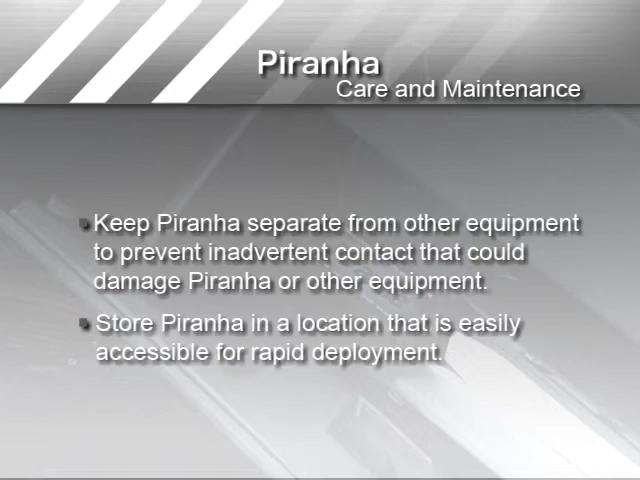 Piranha
Care and Maintenance
Keep Piranha separate from other equipment
to prevent inadvertent contact that could
damage Piranha or other equipment.
Store Piranha in a location that is easily
accessible for rapid deployment.